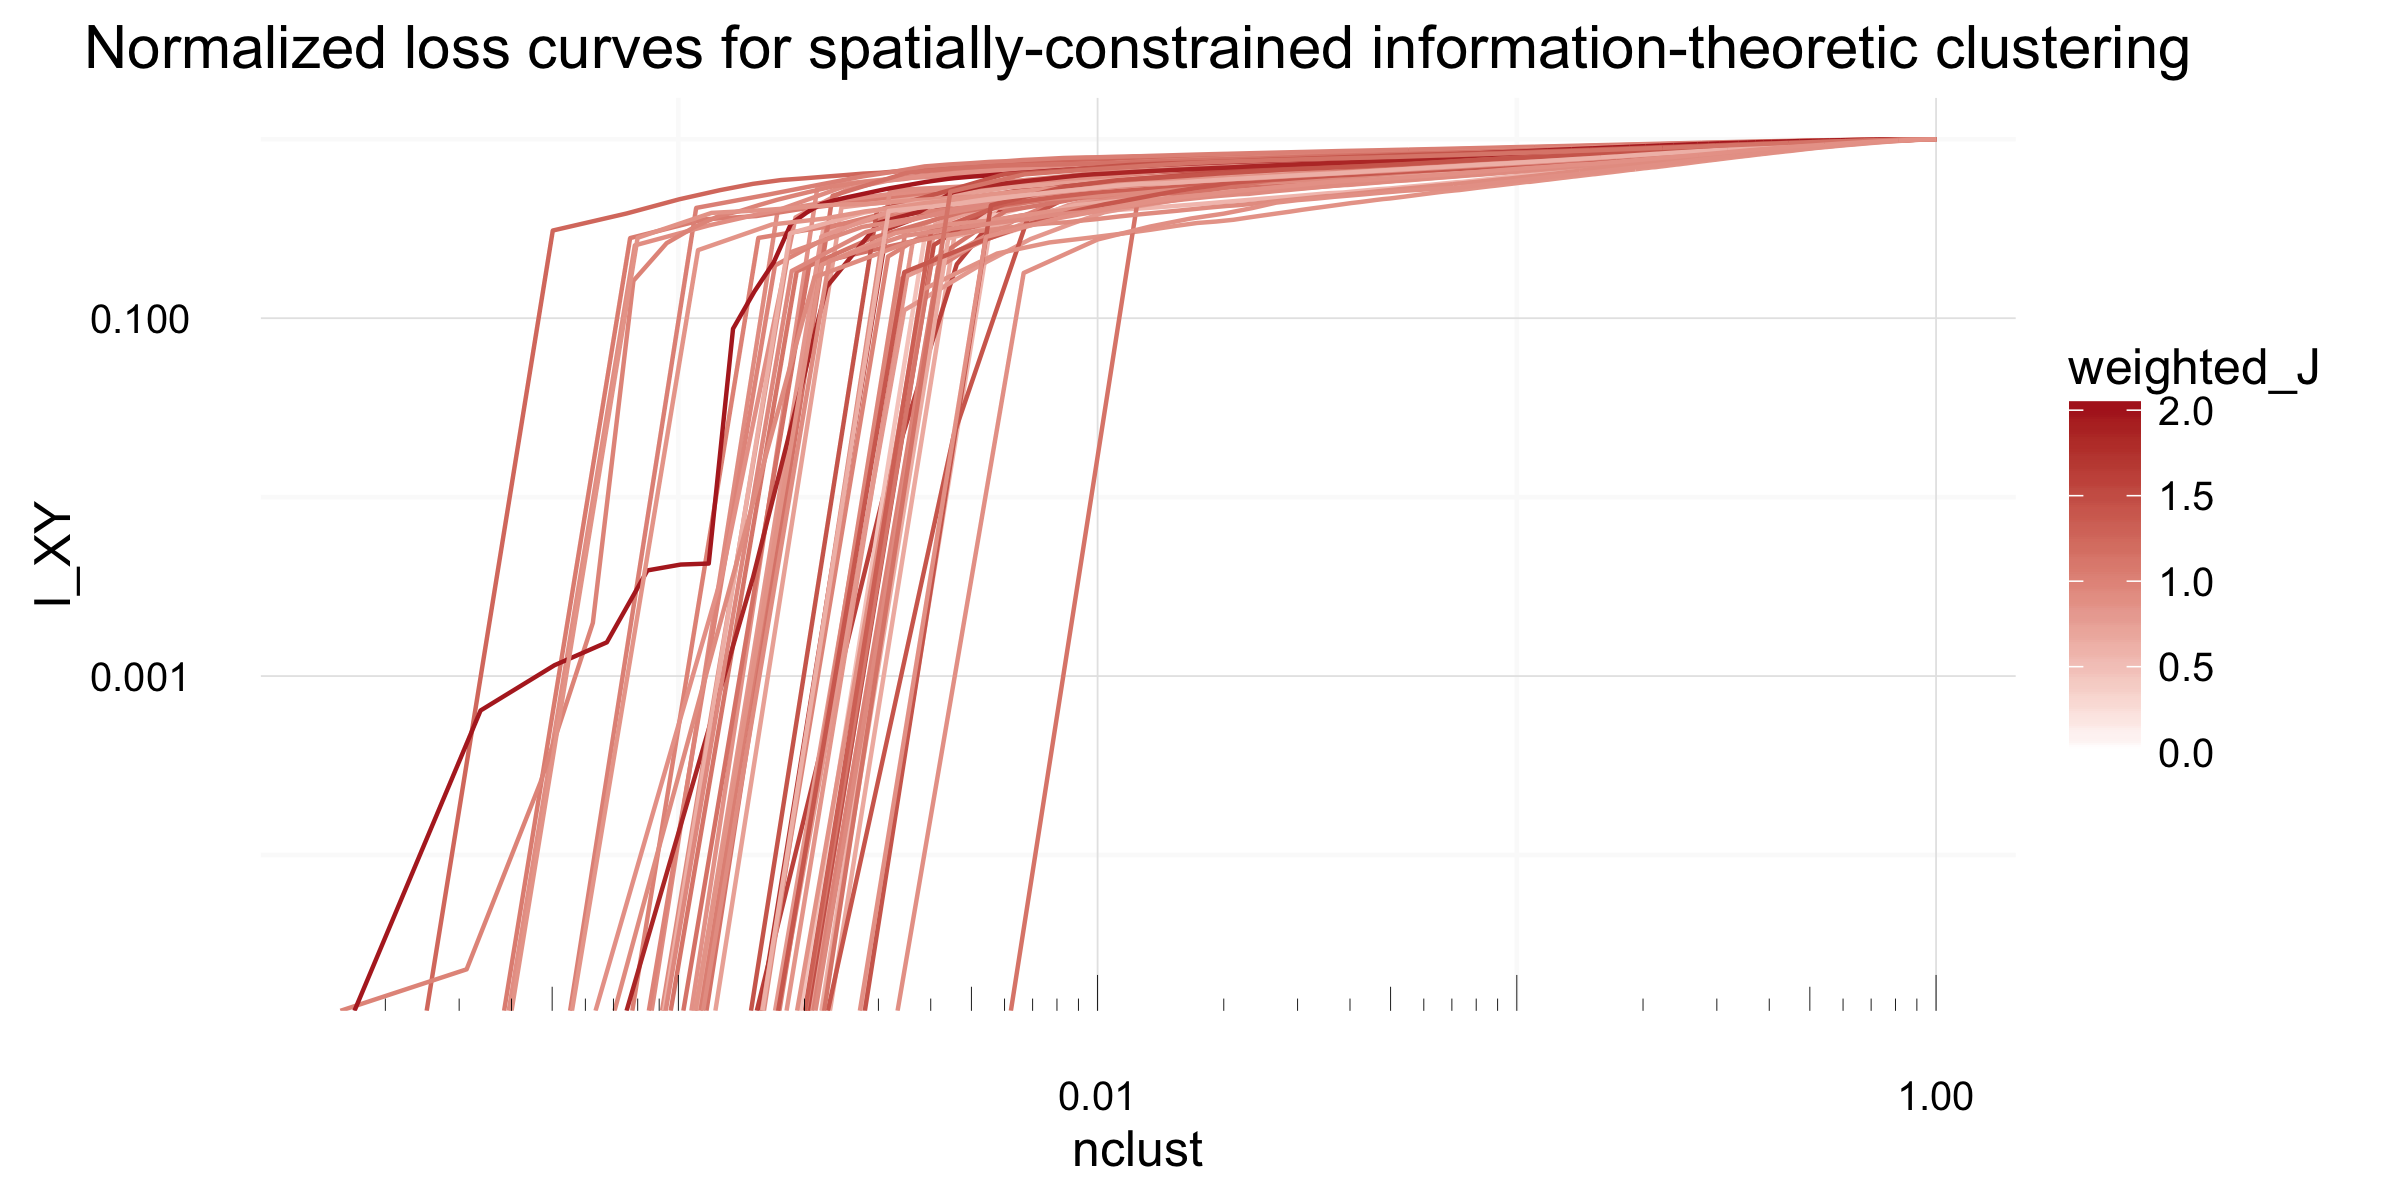 Normalized loss curves for spatially-constrained information-theoretic clustering
0.100
0.001
I_XY
0.01
1.00
nclust
weighted_J
2.0
1.5
1.0
0.5
0.0